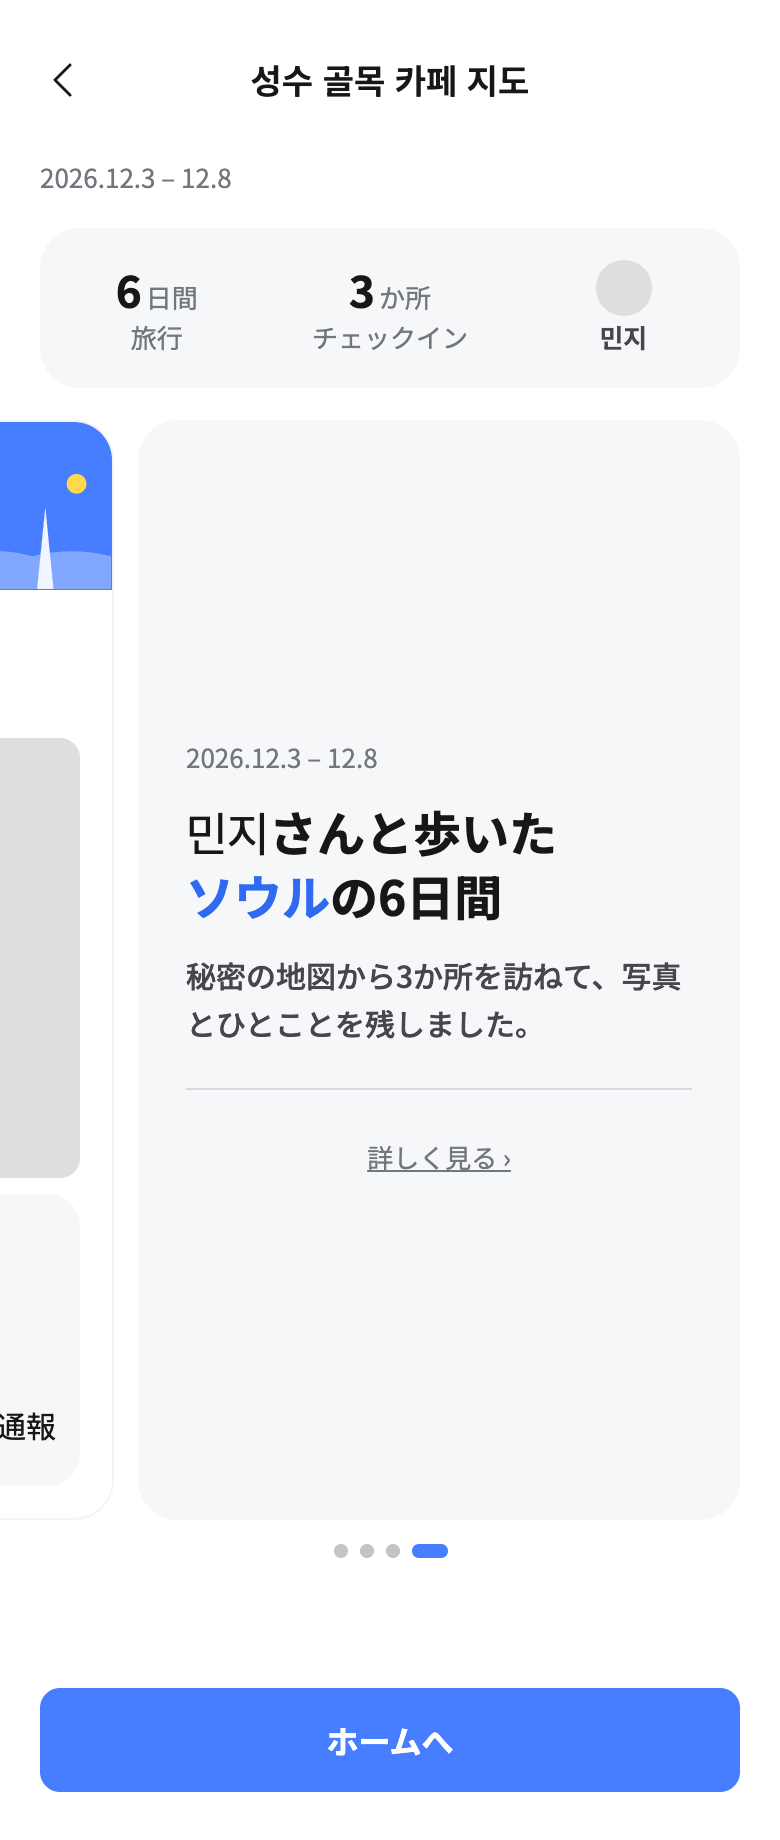 성수 골목 카페 지도
2026.12.3 – 12.8
6 日間
旅行
3 か所
チェックイン
민지
通報
2026.12.3 – 12.8
민지さんと歩いた
ソウルの6日間
秘密の地図から3か所を訪ねて、写真
とひとことを残しました。
詳しく見る ›
ホームへ